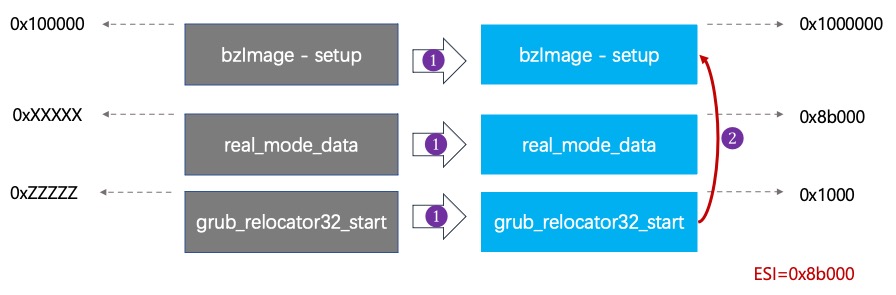 0x100000
bzImage - setup
1
bzImage - setup
0x1000000
0xXXXXX
real_mode_data
1
real_mode_data
2
0x8b000
0xZZZZZ
grub_relocator32_start
1
grub_relocator32_start
0x1000
ESI=0x8b000